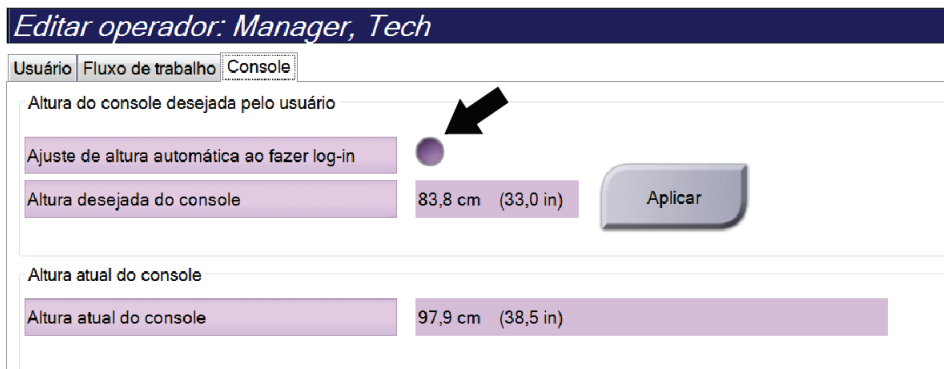 Editar operador: Manager, Tech
Usuário Fluxo de trabalho Console
Altura do console desejada pelo usuário
Ajuste de altura automática ao fazer log-in
Altura desejada do console 83,8 cm (33,0 in) Aplicar
Altura atual do console
Altura atual do console 97,9 cm (38,5 in)